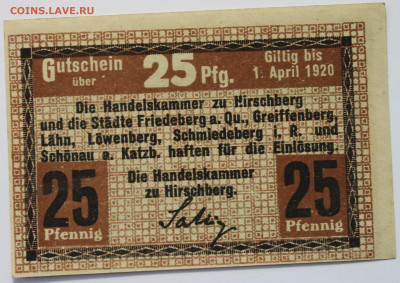 COINS.LAVE.RU
Gutschein über 25 Pfg. Giltig bis 1. April 1920
Die Handelskammer zu Hirschberg
und die Städte Friedeberg a. Qu., Greiffenberg,
Lähn, Löwenberg, Schmiedeberg i. R. und
Schönau a. Katzb. haften für die Einlösung.
Die Handelskammer
zu Hirschberg.
25 Pfennig
25 Pfennig